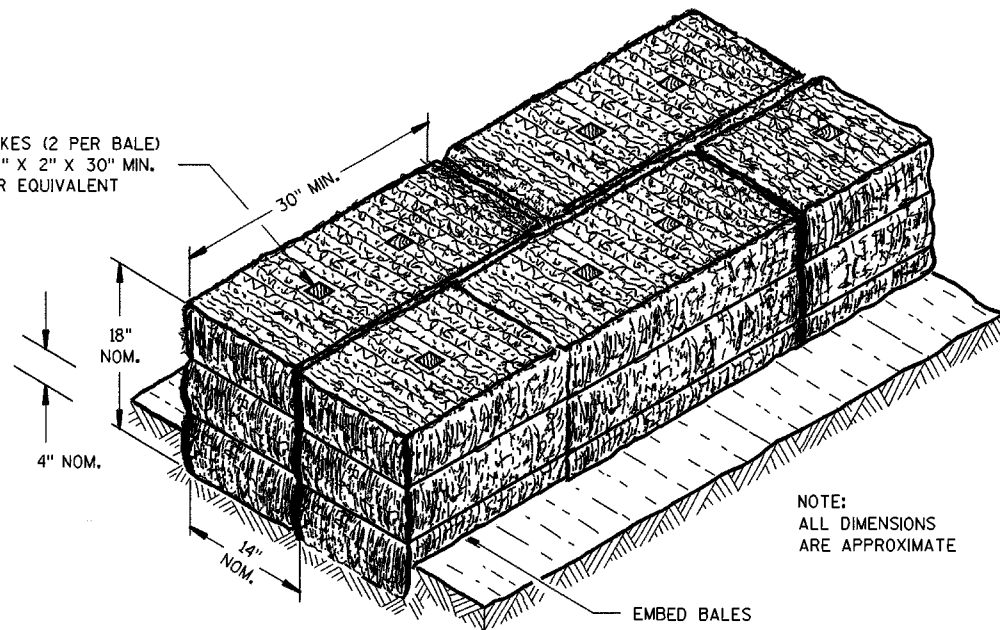 KES (2 PER BALE)
" X 2" X 30" MIN.
R EQUIVALENT
30" MIN.
18"
NOM.
4" NOM.
14"
NOM.
NOTE:
ALL DIMENSIONS
ARE APPROXIMATE
EMBED BALES